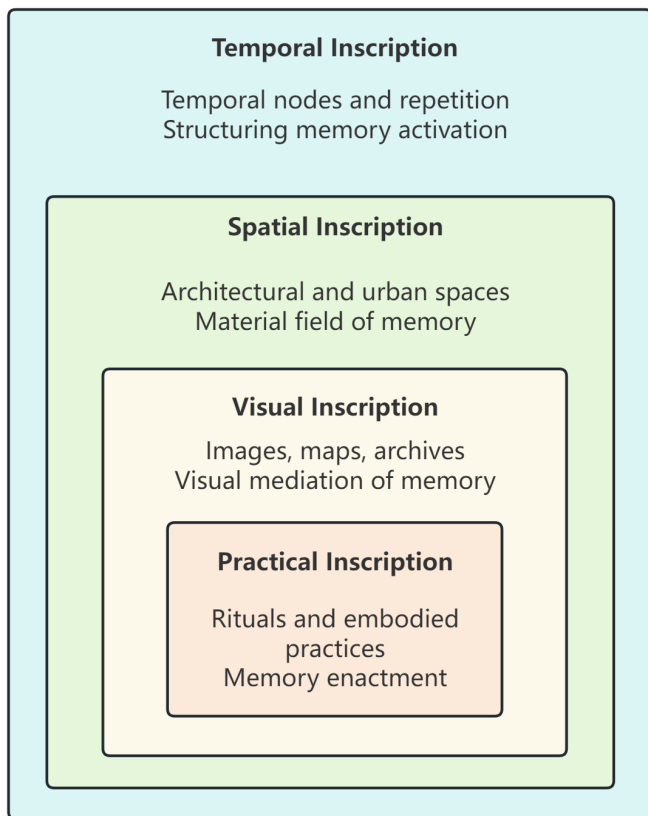 Temporal Inscription
Temporal nodes and repetition
Structuring memory activation
Spatial Inscription
Architectural and urban spaces
Material field of memory
Visual Inscription
Images, maps, archives
Visual mediation of memory
Practical Inscription
Rituals and embodied
practices
Memory enactment